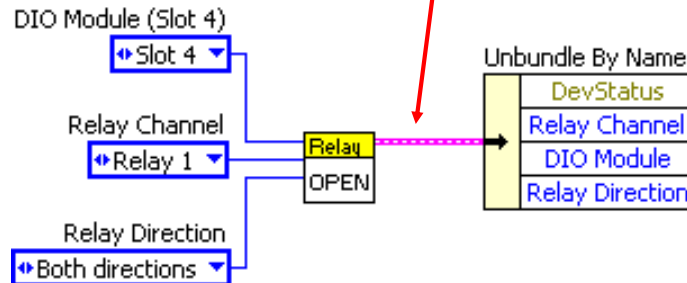 DIO Module (Slot 4)
Slot 4
Unbundle By Name
DevStatus
Relay Channel
Relay Channel
Relay 1
Relay
OPEN
DIO Module
Relay Direction
Relay Direction
Both directions